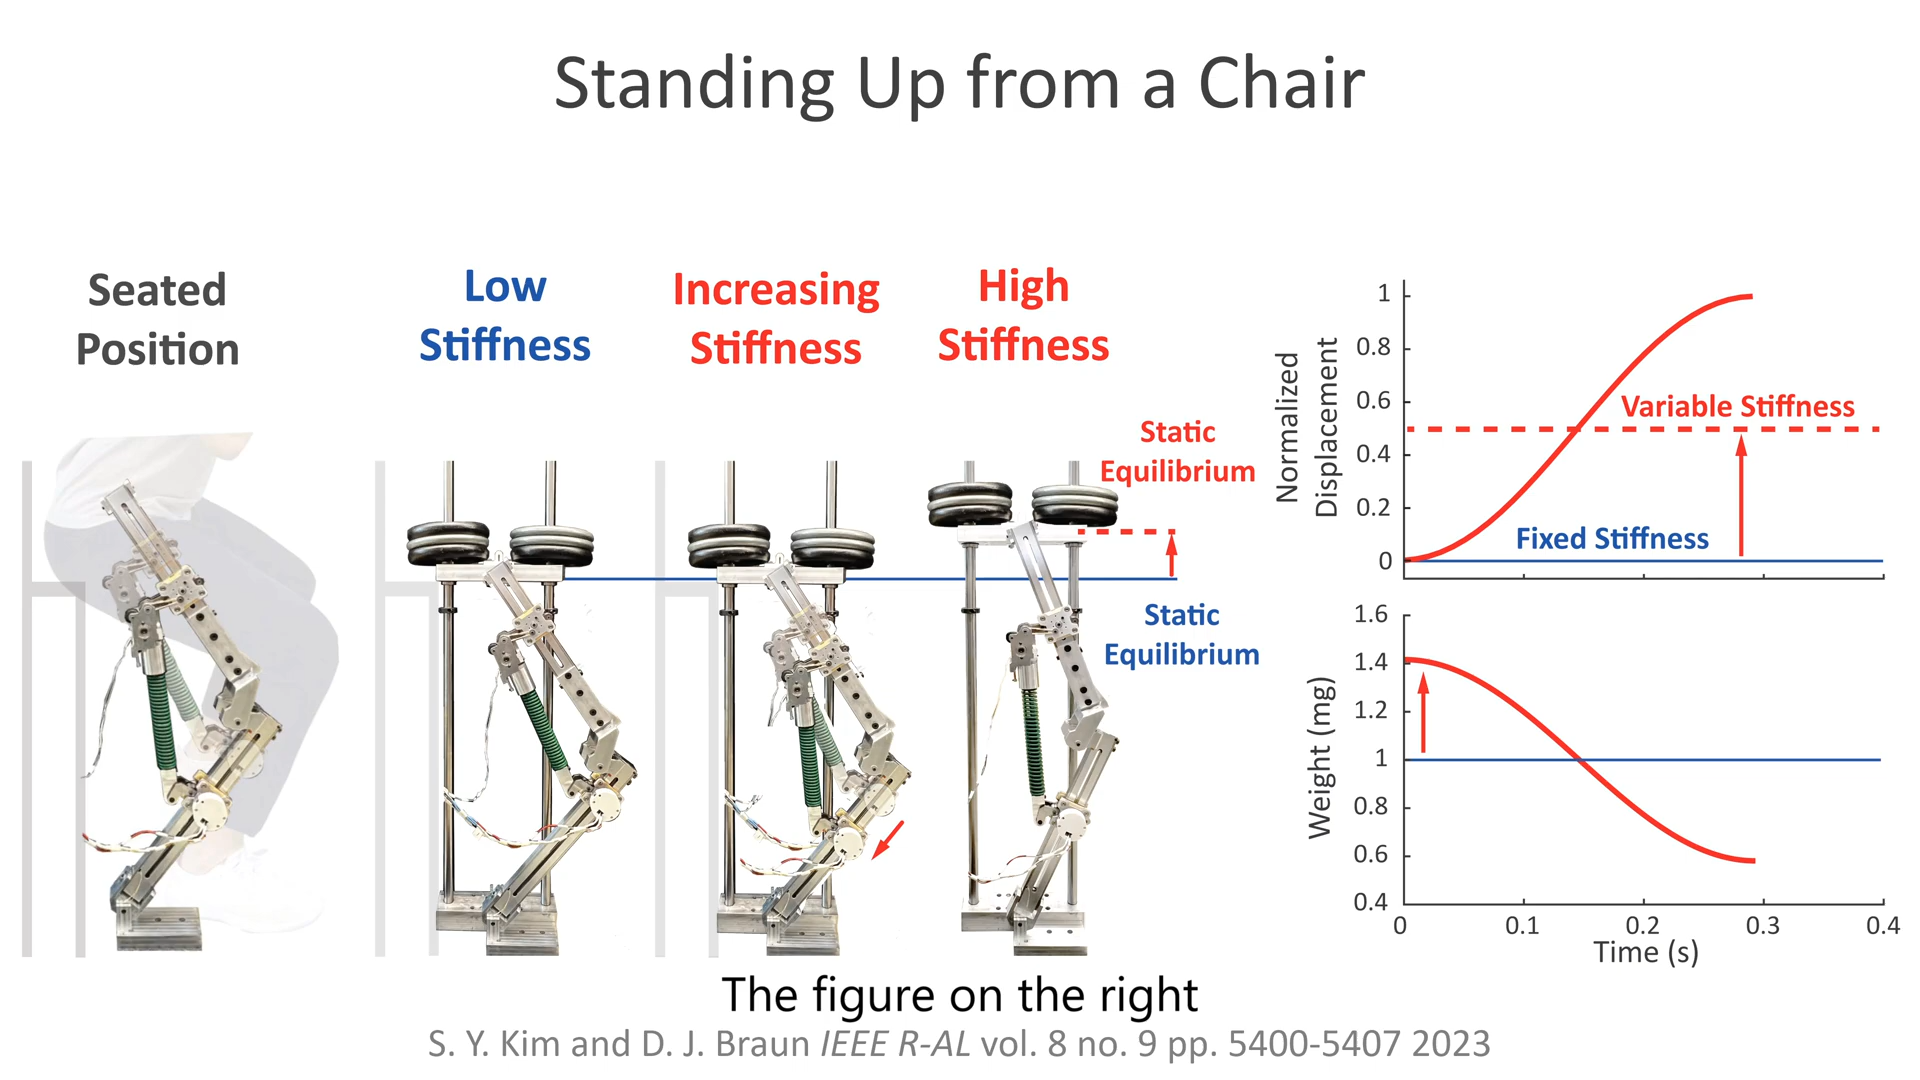 Standing Up from a Chair
Seated
Position
Low
Stiffness
Increasing
Stiffness
High
Stiffness
Static
Equilibrium
Static
Equilibrium
Normalized
Displacement
1
0.8
0.6
0.4
0.2
0
Variable Stiffness
Fixed Stiffness
Weight (mg)
1.6
1.4
1.2
1
0.8
0.6
0.4
0 0.1 0.2 0.3 0.4
Time (s)
The figure on the right
S. Y. Kim and D. J. Braun IEEE R-AL vol. 8 no. 9 pp. 5400-5407 2023